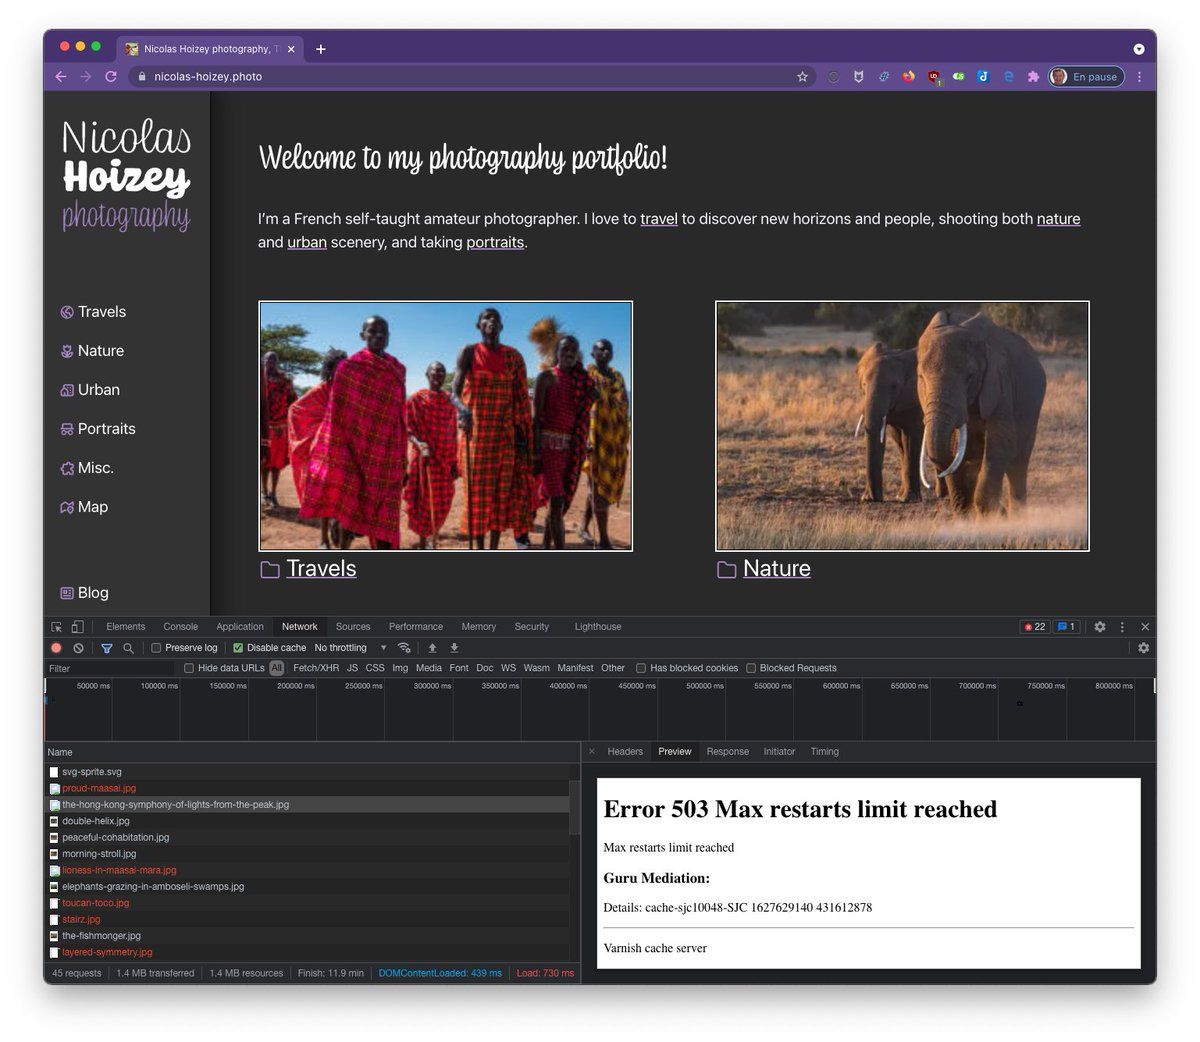 Nicolas Hoizey photography, T
nicolas-hoizey.photo
1
En pause
Nicolas
Hoizey
photography
Welcome to my photography portfolio!
I'm a French self-taught amateur photographer. I love to travel to discover new horizons and people, shooting both nature
and urban scenery, and taking portraits.
Travels
Nature
Urban
Portraits
Misc.
Map
Blog
Travels
Nature
Elements Console Application Network Sources Performance Memory Security Lighthouse 22 1
Preserve log Disable cache No throttling
Filter Hide data URLs All Fetch/XHR JS CSS Img Media Font Doc WS Wasm Manifest Other Has blocked cookies Blocked Requests
50000 ms 100000 ms 150000 ms 200000 ms 250000 ms 300000 ms 350000 ms 400000 ms 450000 ms 500000 ms 550000 ms 600000 ms 650000 ms 700000 ms 750000 ms 800000 ms
Name
svg-sprite.svg
proud-maasai.jpg
the-hong-kong-symphony-of-lights-from-the-peak.jpg
double-helix.jpg
peaceful-cohabitation.jpg
morning-stroll.jpg
lioness-in-maasai-mara.jpg
elephants-grazing-in-amboseli-swamps.jpg
toucan-toco.jpg
stairz.jpg
the-fishmonger.jpg
layered-symmetry.jpg
45 requests 1.4 MB transferred 1.4 MB resources Finish: 11.9 min DOMContentLoaded: 439 ms Load: 730 ms
Headers Preview Response Initiator Timing
Error 503 Max restarts limit reached
Max restarts limit reached
Guru Mediation:
Details: cache-sjc10048-SJC 1627629140 431612878
Varnish cache server